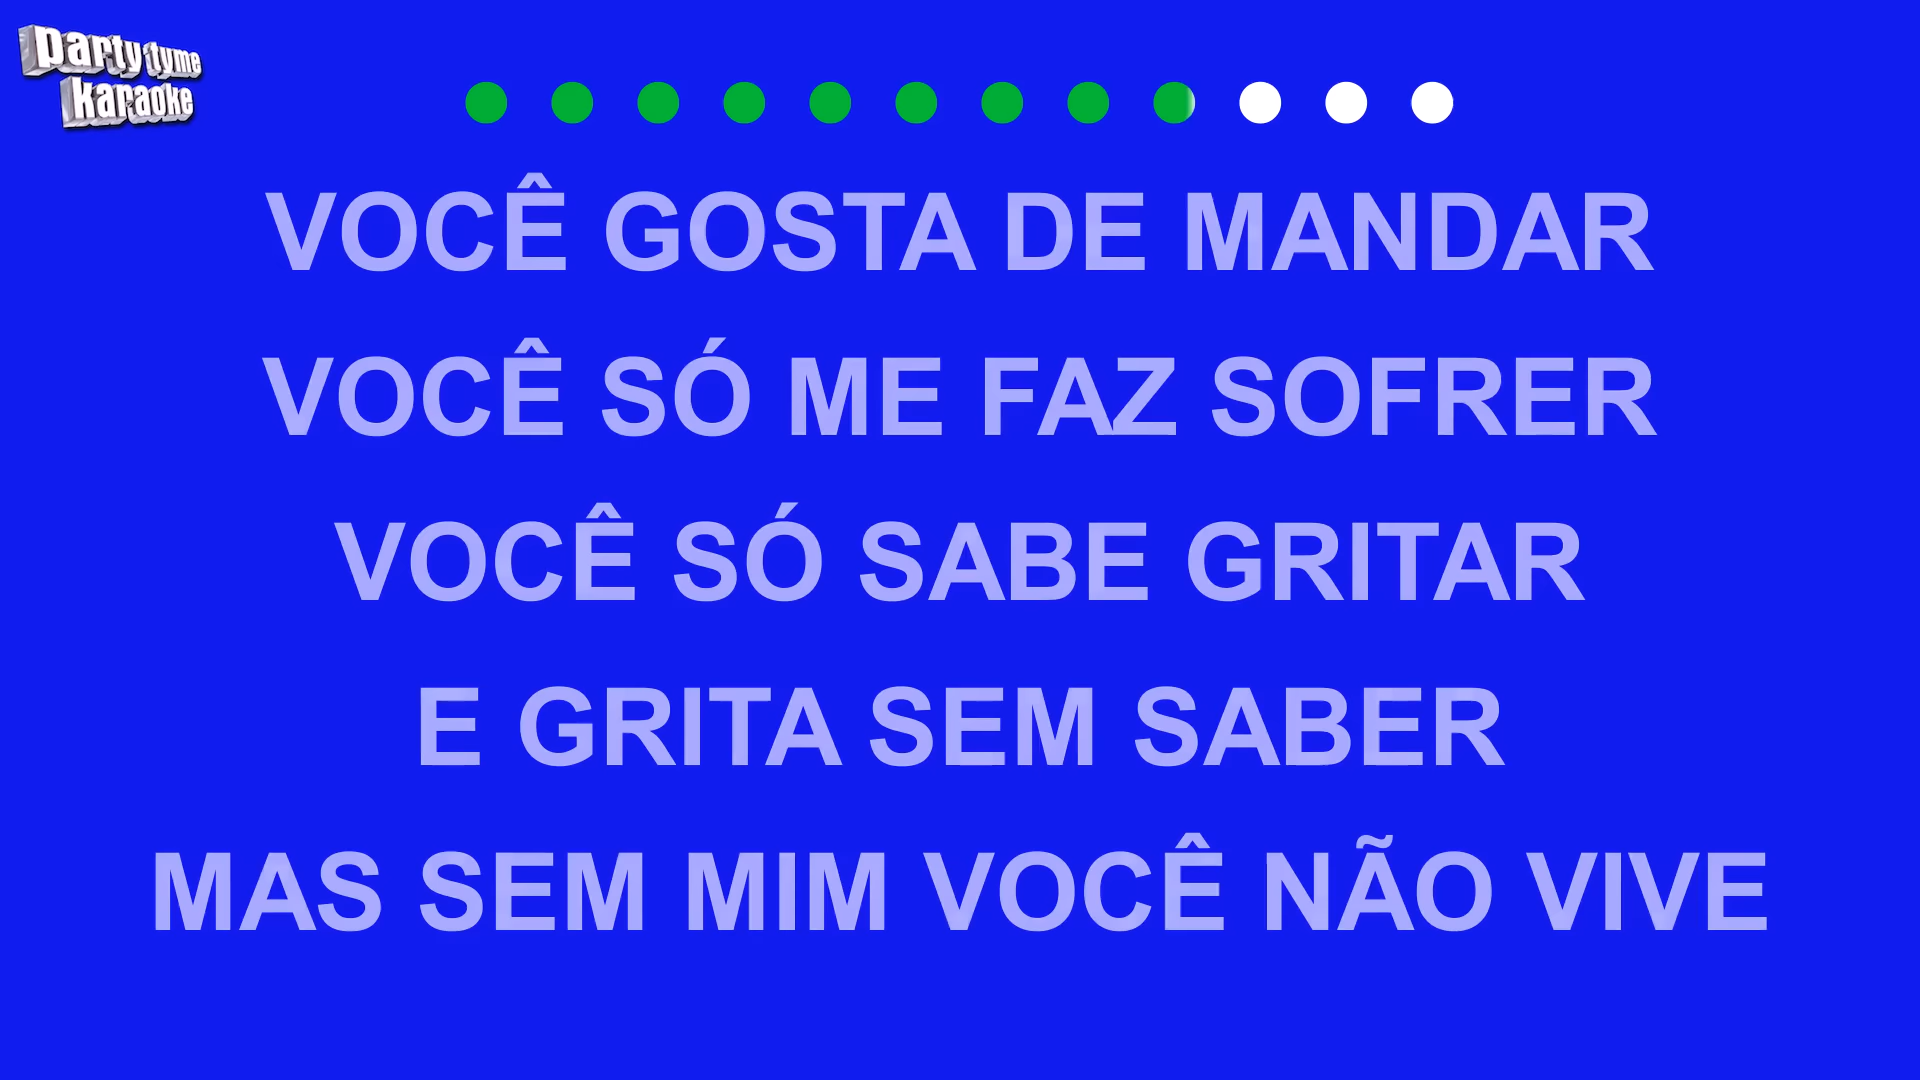 party tyme
karaoke
VOCÊ GOSTA DE MANDAR
VOCÊ SÓ ME FAZ SOFRER
VOCÊ SÓ SABE GRITAR
E GRITA SEM SABER
MAS SEM MIM VOCÊ NÃO VIVE